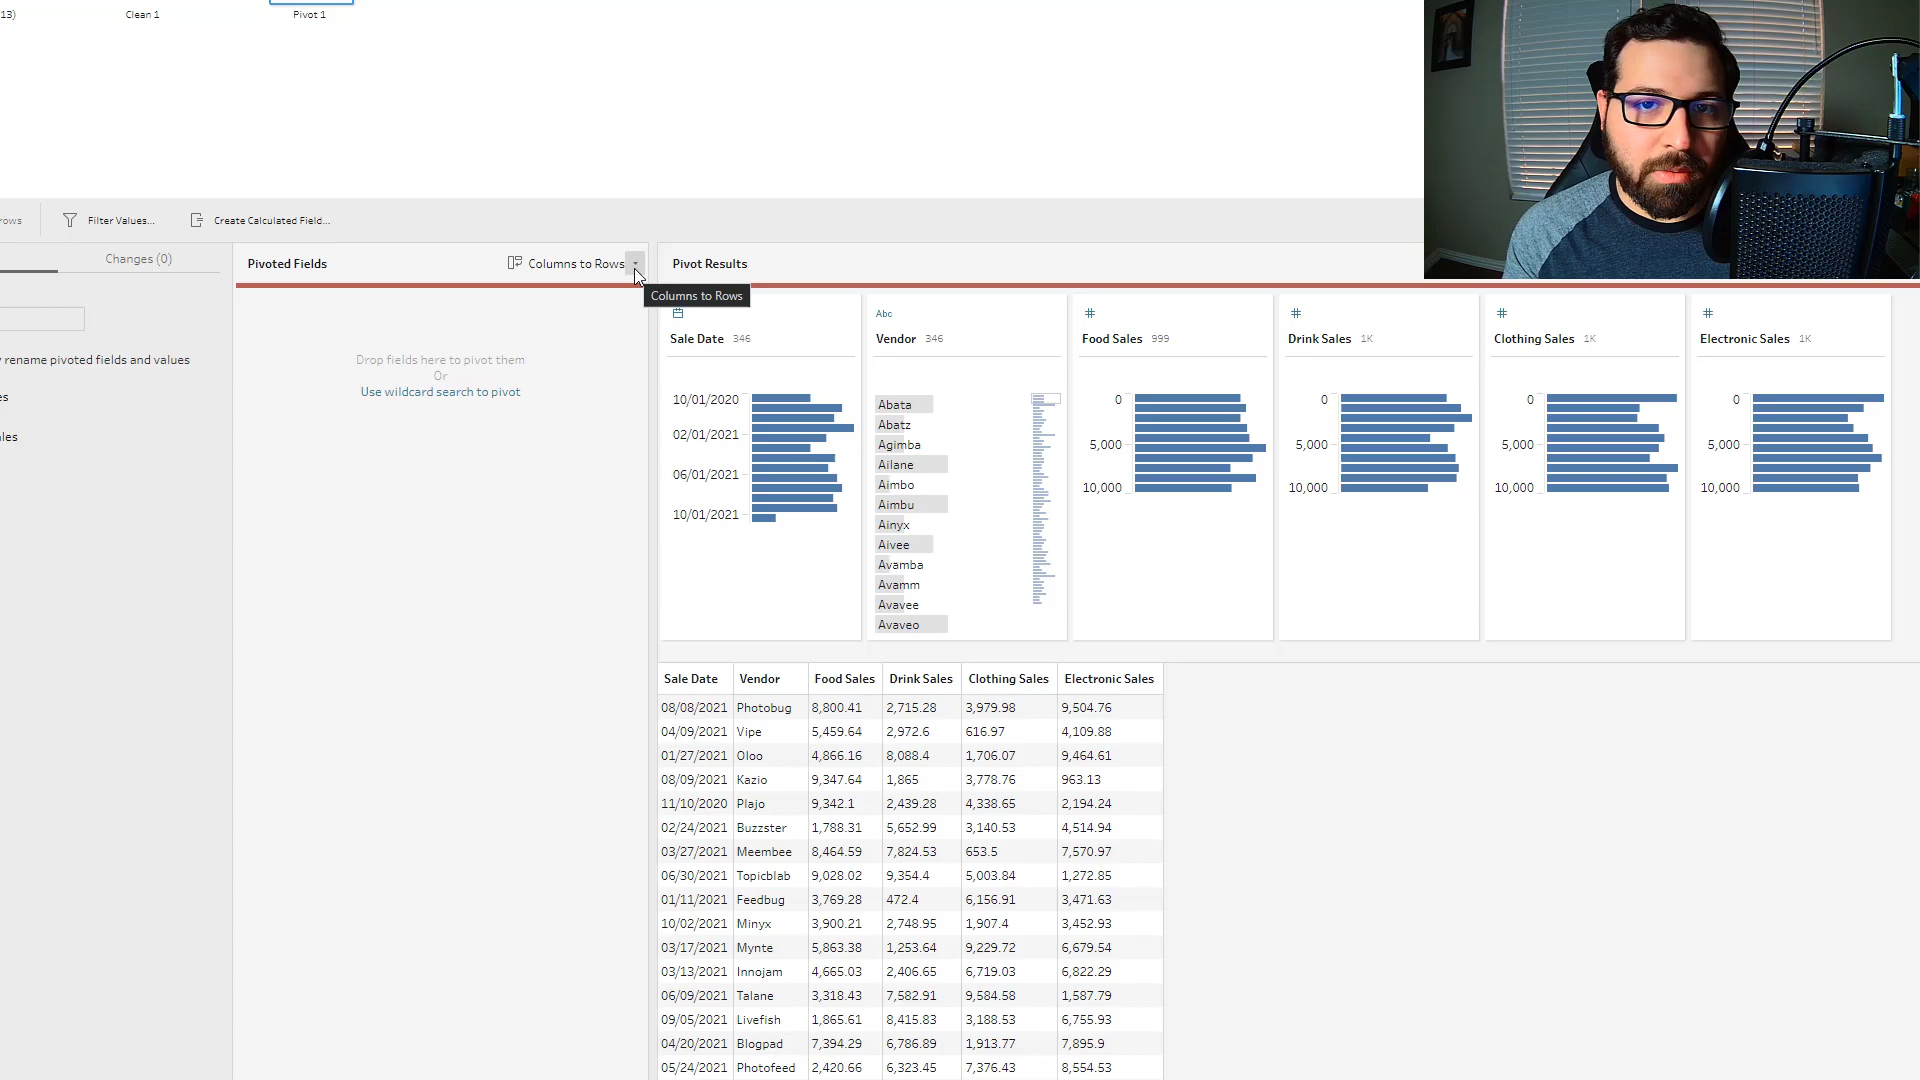 13)
Clean 1
Pivot 1
rows
Filter Values...
Create Calculated Field...
Changes (0)
Pivoted Fields
Columns to Rows
Pivot Results
Columns to Rows
rename pivoted fields and values
es
ales
Drop fields here to pivot them
Or
Use wildcard search to pivot
Sale Date 346
10/01/2020
02/01/2021
06/01/2021
10/01/2021
Abc
Vendor 346
Abata
Abatz
Agimba
Ailane
Aimbo
Aimbu
Ainyx
Aivee
Avamba
Avamm
Avavee
Avaveo
#
Food Sales 999
0
5,000
10,000
#
Drink Sales 1K
0
5,000
10,000
#
Clothing Sales 1K
0
5,000
10,000
#
Electronic Sales 1K
0
5,000
10,000
Sale Date Vendor Food Sales Drink Sales Clothing Sales Electronic Sales
08/08/2021 Photobug 8,800.41 2,715.28 3,979.98 9,504.76
04/09/2021 Vipe 5,459.64 2,972.6 616.97 4,109.88
01/27/2021 Oloo 4,866.16 8,088.4 1,706.07 9,464.61
08/09/2021 Kazio 9,347.64 1,865 3,778.76 963.13
11/10/2020 Plajo 9,342.1 2,439.28 4,338.65 2,194.24
02/24/2021 Buzzster 1,788.31 5,652.99 3,140.53 4,514.94
03/27/2021 Meembee 8,464.59 7,824.53 653.5 7,570.97
06/30/2021 Topicblab 9,028.02 9,354.4 5,003.84 1,272.85
01/11/2021 Feedbug 3,769.28 472.4 6,156.91 3,471.63
10/02/2021 Minyx 3,900.21 2,748.95 1,907.4 3,452.93
03/17/2021 Mynte 5,863.38 1,253.64 9,229.72 6,679.54
03/13/2021 Innojam 4,665.03 2,406.65 6,719.03 6,822.29
06/09/2021 Talane 3,318.43 7,582.91 9,584.58 1,587.79
09/05/2021 Livefish 1,865.61 8,415.83 3,188.53 6,755.93
04/20/2021 Blogpad 7,394.29 6,786.89 1,913.77 7,895.9
05/24/2021 Photofeed 2,420.66 6,323.45 7,376.43 8,554.53